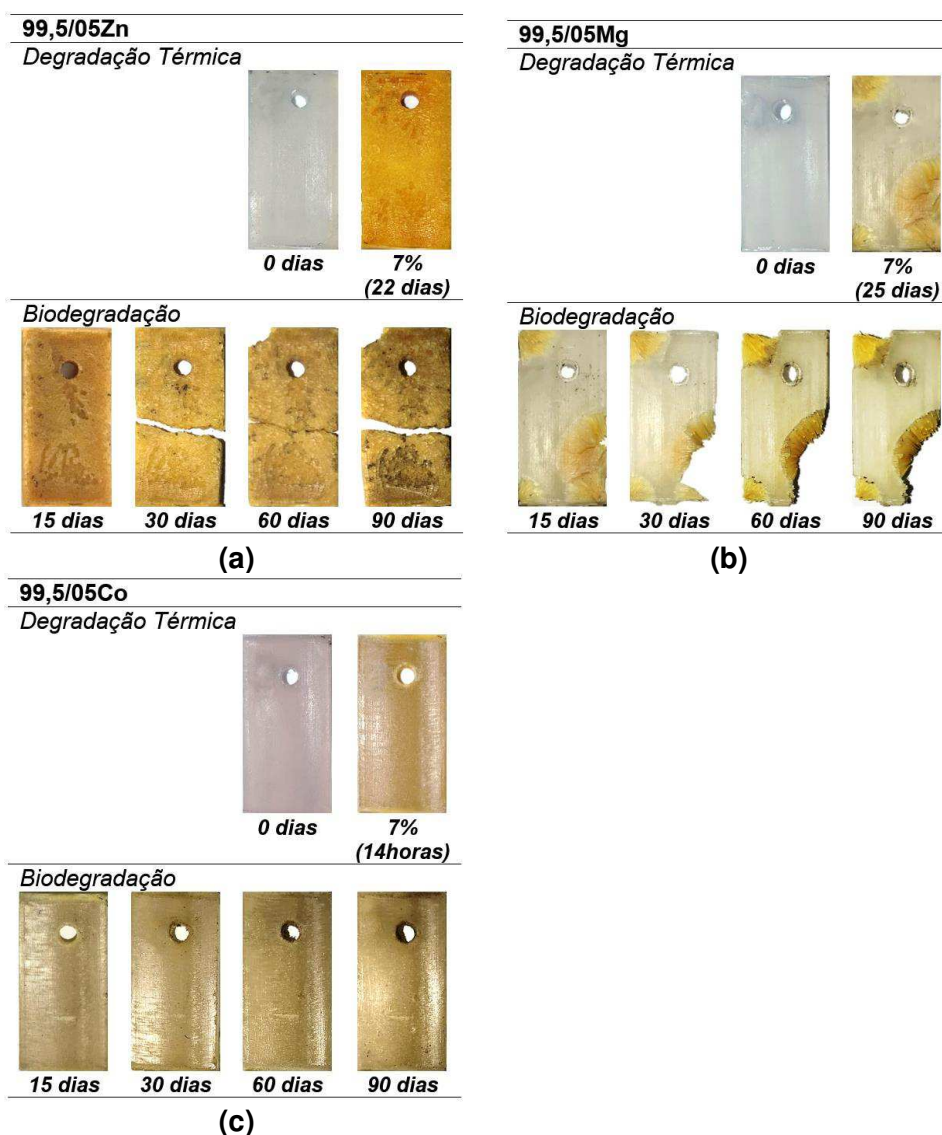 99,5/05Zn
Degradação Térmica
0 dias
7%
(22 dias)
Biodegradação
15 dias
30 dias
60 dias
90 dias
(a)
99,5/05Mg
Degradação Térmica
0 dias
7%
(25 dias)
Biodegradação
15 dias
30 dias
60 dias
90 dias
(b)
99,5/05Co
Degradação Térmica
0 dias
7%
(14horas)
Biodegradação
15 dias
30 dias
60 dias
90 dias
(c)